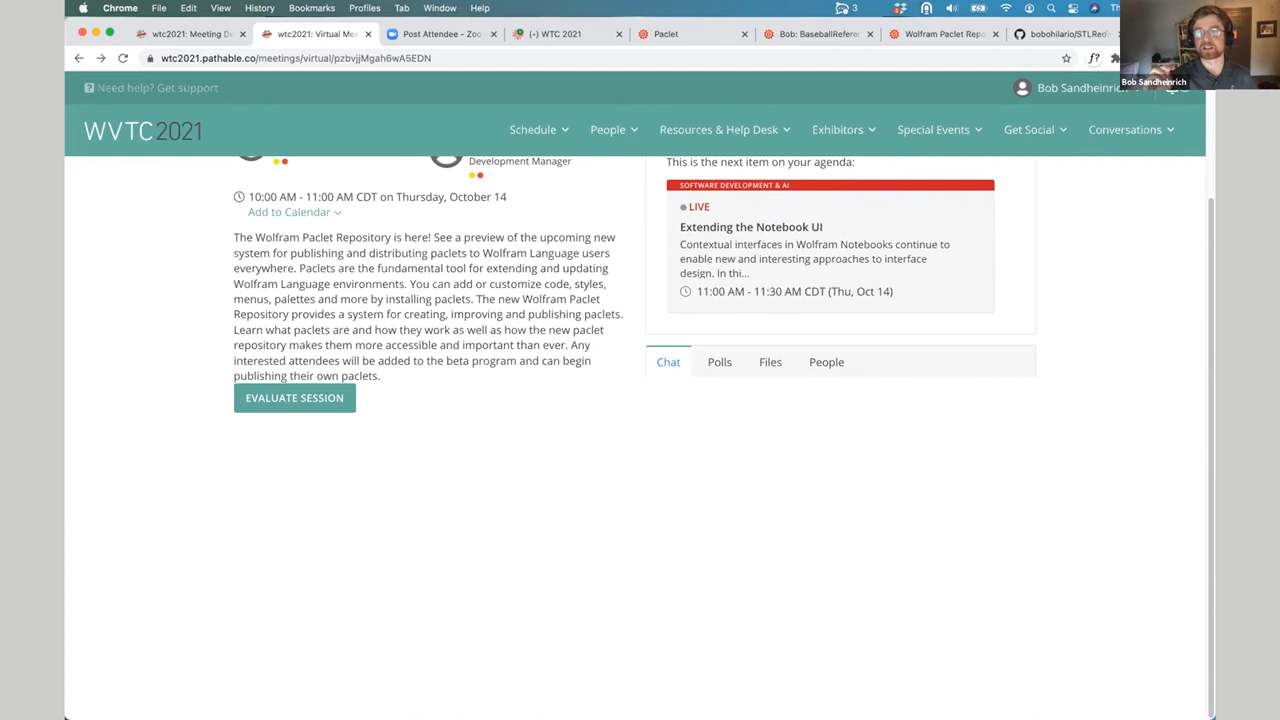 Chrome File Edit View History Bookmarks Profiles Tab Window Help
3
wtc2021: Meeting De
wtc2021: Virtual Mee
Post Attendee - Zoo
(-) WTC 2021
Paclet
Bob: BaseballRefere
Wolfram Paclet Repo
bobohilario/STLRedi
wtc2021.pathable.co/meetings/virtual/pzbvjjMgah6wA5EDN
Bob Sandheinrich
Need help? Get support
Bob Sandheinrich
WVTC2021
Schedule
People
Resources & Help Desk
Exhibitors
Special Events
Get Social
Conversations
Development Manager
10:00 AM - 11:00 AM CDT on Thursday, October 14
Add to Calendar
The Wolfram Paclet Repository is here! See a preview of the upcoming new
system for publishing and distributing paclets to Wolfram Language users
everywhere. Paclets are the fundamental tool for extending and updating
Wolfram Language environments. You can add or customize code, styles,
menus, palettes and more by installing paclets. The new Wolfram Paclet
Repository provides a system for creating, improving and publishing paclets.
Learn what paclets are and how they work as well as how the new paclet
repository makes them more accessible and important than ever. Any
interested attendees will be added to the beta program and can begin
publishing their own paclets.
EVALUATE SESSION
This is the next item on your agenda:
SOFTWARE DEVELOPMENT & AI
LIVE
Extending the Notebook UI
Contextual interfaces in Wolfram Notebooks continue to
enable new and interesting approaches to interface
design. In thi...
11:00 AM - 11:30 AM CDT (Thu, Oct 14)
Chat Polls Files People